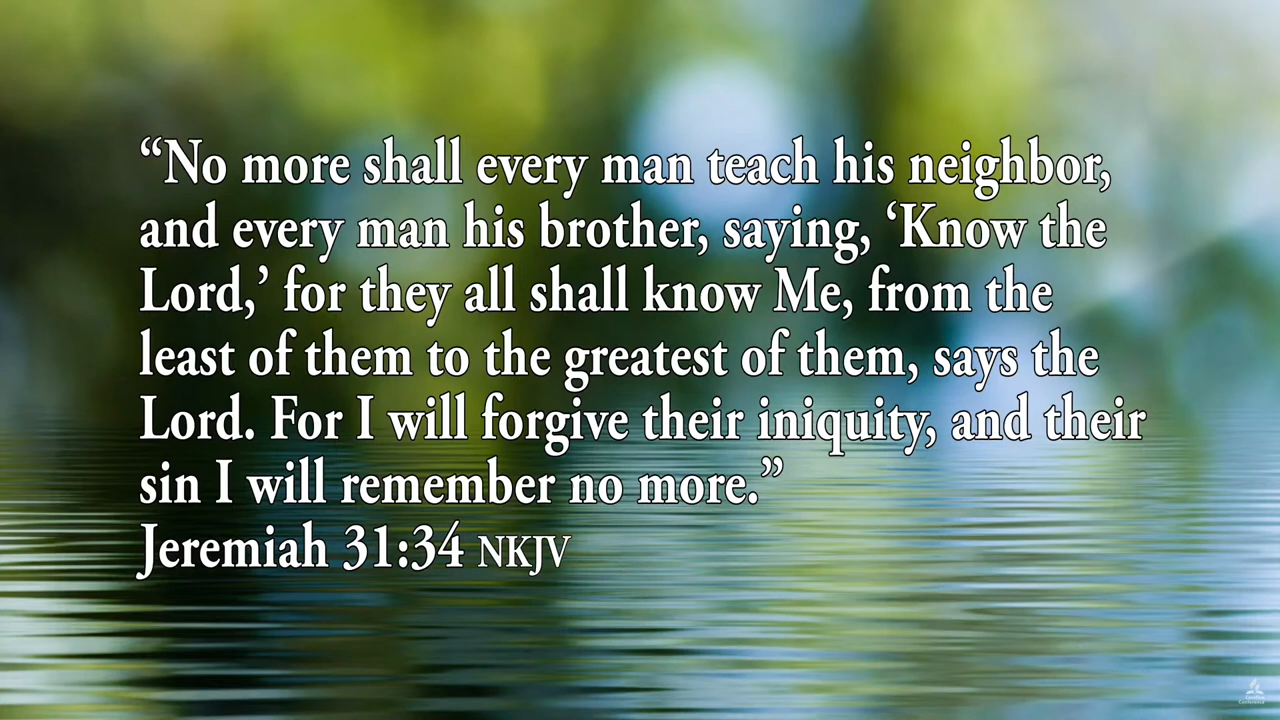 “No more shall every man teach his neighbor,
and every man his brother, saying, ‘Know the
Lord,’ for they all shall know Me, from the
least of them to the greatest of them, says the
Lord. For I will forgive their iniquity, and their
sin I will remember no more.”
Jeremiah 31:34 NKJV
Conference